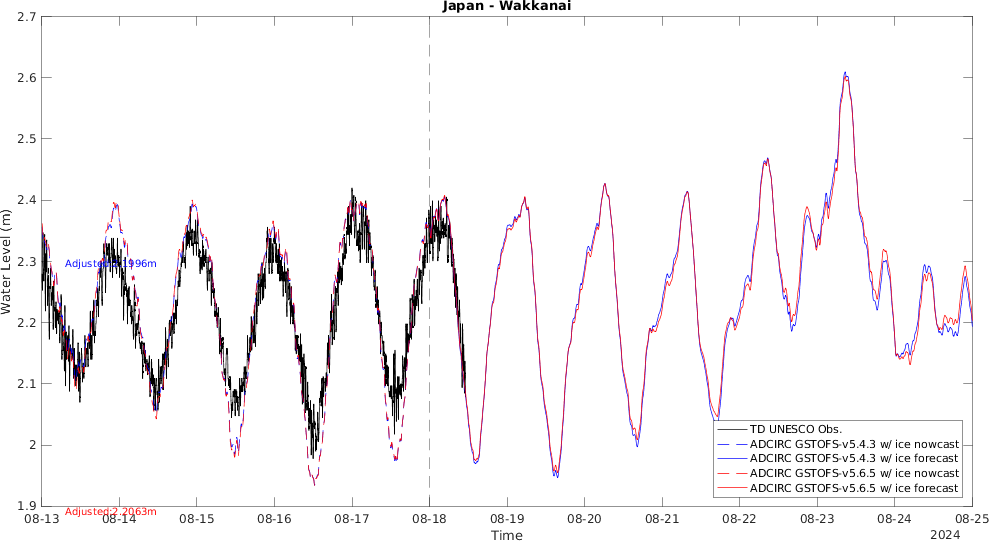 Japan - Wakkanai
2.7
2.6
2.5
2.4
2.3
2.2
2.1
2
1.9
Water Level (m)
Adjusted:2.1996m
Adjusted:2.2063m
08-13
08-14
08-15
08-16
08-17
08-18
08-19
08-20
08-21
08-22
08-23
08-24
08-25
Time
2024
TD UNESCO Obs.
ADCIRC GSTOFS-v5.4.3 w/ ice nowcast
ADCIRC GSTOFS-v5.4.3 w/ ice forecast
ADCIRC GSTOFS-v5.6.5 w/ ice nowcast
ADCIRC GSTOFS-v5.6.5 w/ ice forecast